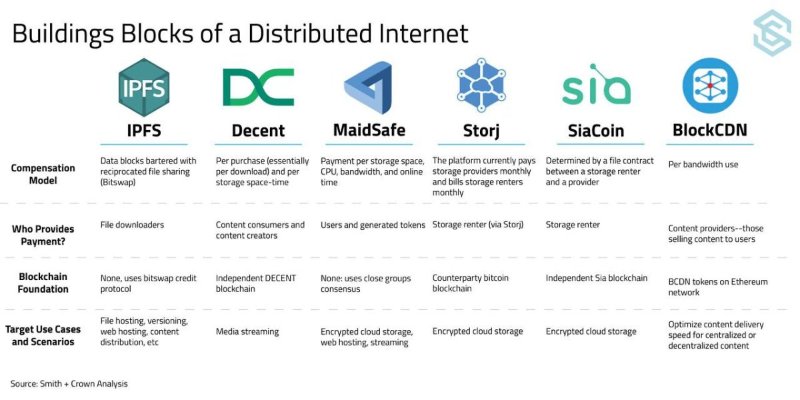 Buildings Blocks of a Distributed Internet
IPFS
DC
sia
IPFS
Decent
MaidSafe
Storj
SiaCoin
BlockCDN
Compensation
Model
Data blocks bartered with
reciprocated file sharing
(Bitswap)
Per purchase (essentially
per download) and per
storage space-time
Payment per storage space,
CPU, bandwidth, and online
time
The platform currently pays
storage providers monthly
and bills storage renters
monthly
Determined by a file contract
between a storage renter
and a provider
Per bandwidth use
Who Provides
Payment?
File downloaders
Content consumers and
content creators
Users and generated tokens
Storage renter (via Storj)
Storage renter
Content providers--those
selling content to users
Blockchain
Foundation
None, uses bitswap credit
protocol
Independent DECENT
blockchain
None: uses close groups
consensus
Counterparty bitcoin
blockchain
Independent Sia blockchain
BCDN tokens on Ethereum
network
Target Use Cases
and Scenarios
File hosting, versioning,
web hosting, content
distribution, etc
Media streaming
Encrypted cloud storage,
web hosting, streaming
Encrypted cloud storage
Encrypted cloud storage
Optimize content delivery
speed for centralized or
decentralized content
Source: Smith + Crown Analysis